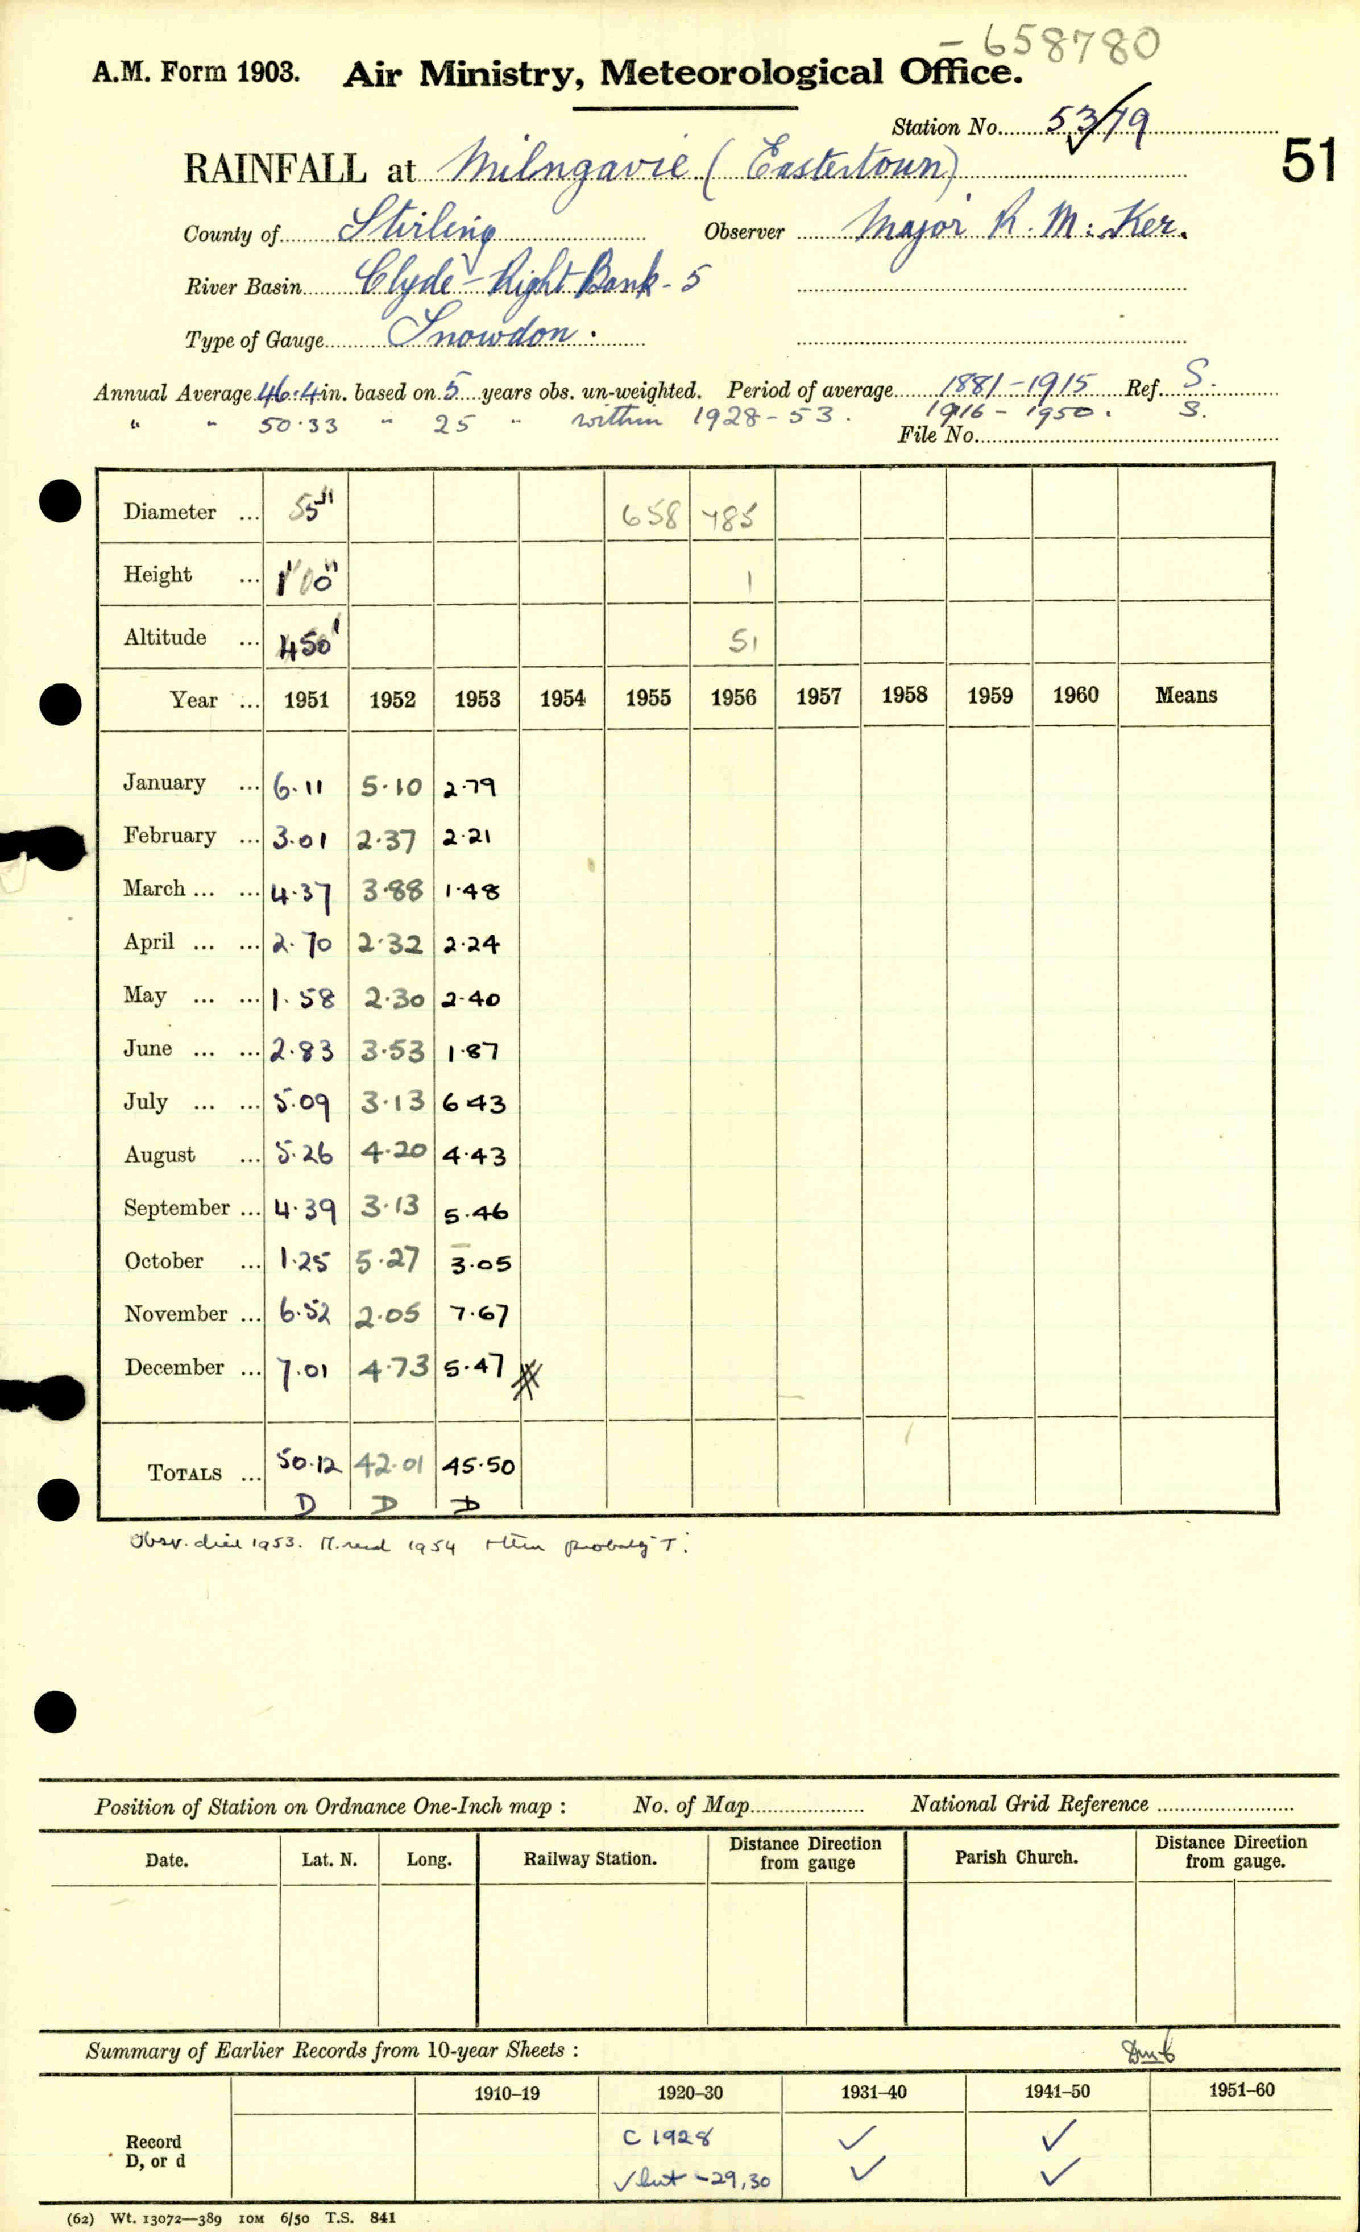 - 658780
A.M. Form 1903. Air Ministry, Meteorological Office.
Station No. 53/79
51
RAINFALL at Milngavie (Eastertown)
County of Stirling Observer Major R. M. Ker.
River Basin Clyde - Right Bank - 5
Type of Gauge Snowdon.
Annual Average 46.4 in. based on 5 years obs. un-weighted. Period of average 1881-1915 Ref. S.
" " 50.33 " 25 " within 1928-53. 1916-1950. S.
File No.
Diameter ... 5" 658 785
Height ... 1'0" 1
Altitude ... 450' 51
Year ... 1951 1952 1953 1954 1955 1956 1957 1958 1959 1960 Means
January ... 6.11 5.10 2.79
February ... 3.01 2.37 2.21
March ... ... 4.37 3.88 1.48
April ... ... 2.70 2.32 2.24
May ... ... 1.58 2.30 2.40
June ... ... 2.83 3.53 1.87
July ... ... 5.09 3.13 6.43
August ... 5.26 4.20 4.43
September ... 4.39 3.13 5.46
October ... 1.25 5.27 3.05
November ... 6.52 2.05 7.67
December ... 7.01 4.73 5.47
TOTALS ... 50.12 42.01 45.50
D D D
Obsr. died 1953. 1954 probably T.
Position of Station on Ordnance One-Inch map : No. of Map National Grid Reference
Date. Lat. N. Long. Railway Station. Distance Direction from gauge Parish Church. Distance Direction from gauge.
Summary of Earlier Records from 10-year Sheets :
1910-19 1920-30 1931-40 1941-50 1951-60
Record C 1928 ✓ ✓
D, or d ✓ but -29,30 ✓ ✓
(62) Wt. 13072—389 10M 6/50 T.S. 841